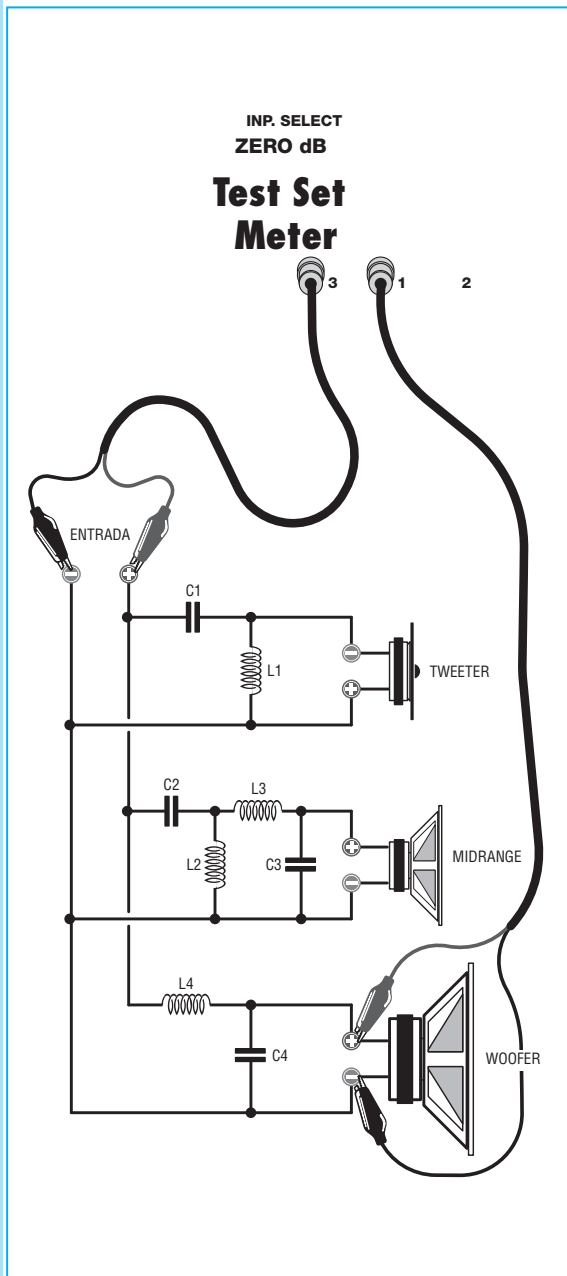 INP. SELECT
ZERO dB
Test Set
Meter
3 1 2
ENTRADA
C1
L1
TWEETER
C2
L3
L2
C3
MIDRANGE
L4
C4
WOOFER